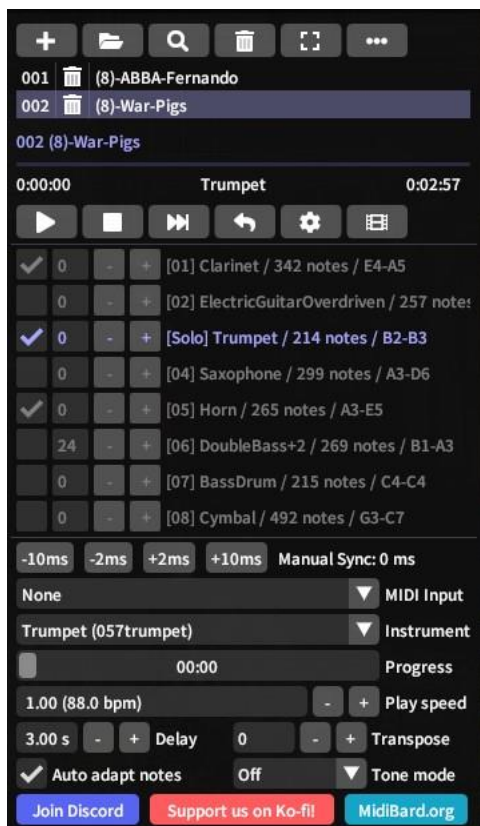 001 (8)-ABBA-Fernando
002 (8)-War-Pigs
002 (8)-War-Pigs
0:00:00 Trumpet 0:02:57
0 - + [01] Clarinet / 342 notes / E4-A5
0 - + [02] ElectricGuitarOverdriven / 257 notes
0 - + [Solo] Trumpet / 214 notes / B2-B3
0 - + [04] Saxophone / 299 notes / A3-D6
0 - + [05] Horn / 265 notes / A3-E5
24 - + [06] DoubleBass+2 / 269 notes / B1-A3
0 - + [07] BassDrum / 215 notes / C4-C4
0 - + [08] Cymbal / 492 notes / G3-C7
-10ms -2ms +2ms +10ms Manual Sync: 0 ms
None MIDI Input
Trumpet (057trumpet) Instrument
00:00 Progress
1.00 (88.0 bpm) - + Play speed
3.00 s - + Delay 0 - + Transpose
Auto adapt notes Off Tone mode
Join Discord Support us on Ko-fi! MidiBard.org